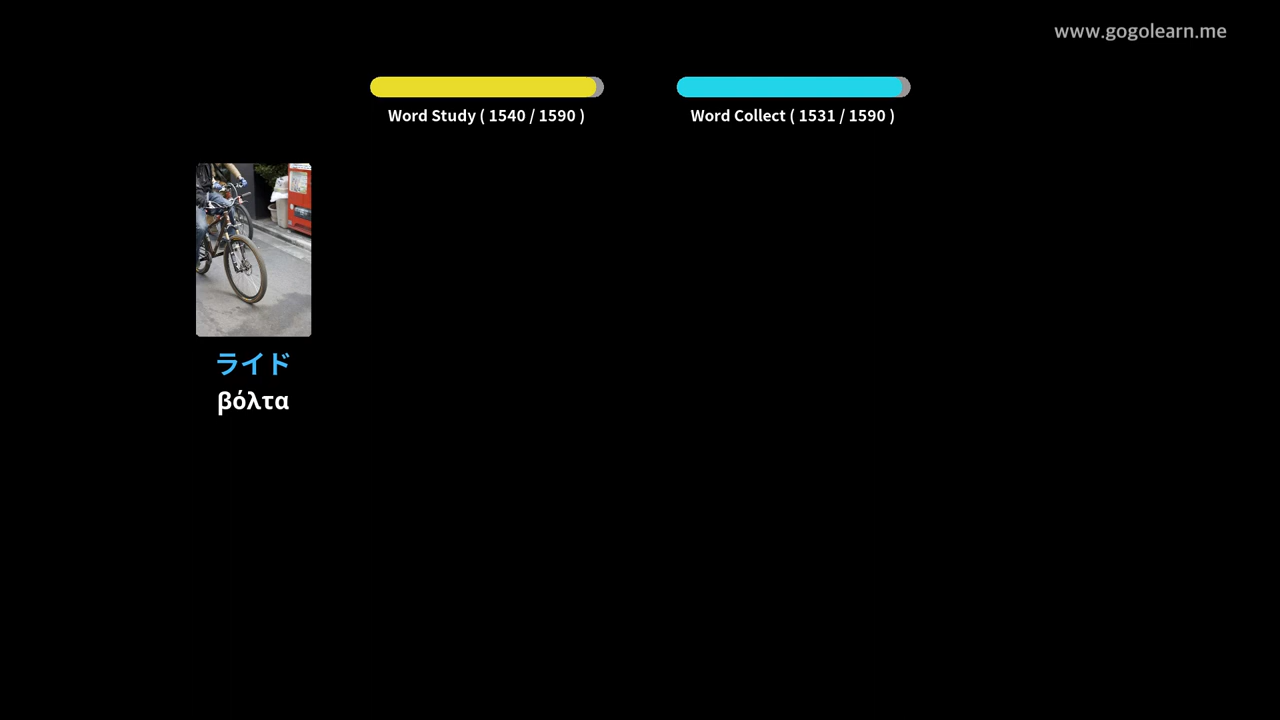 www.gogolearn.me
Word Study ( 1540 / 1590 )
Word Collect ( 1531 / 1590 )
ライド
βόλτα